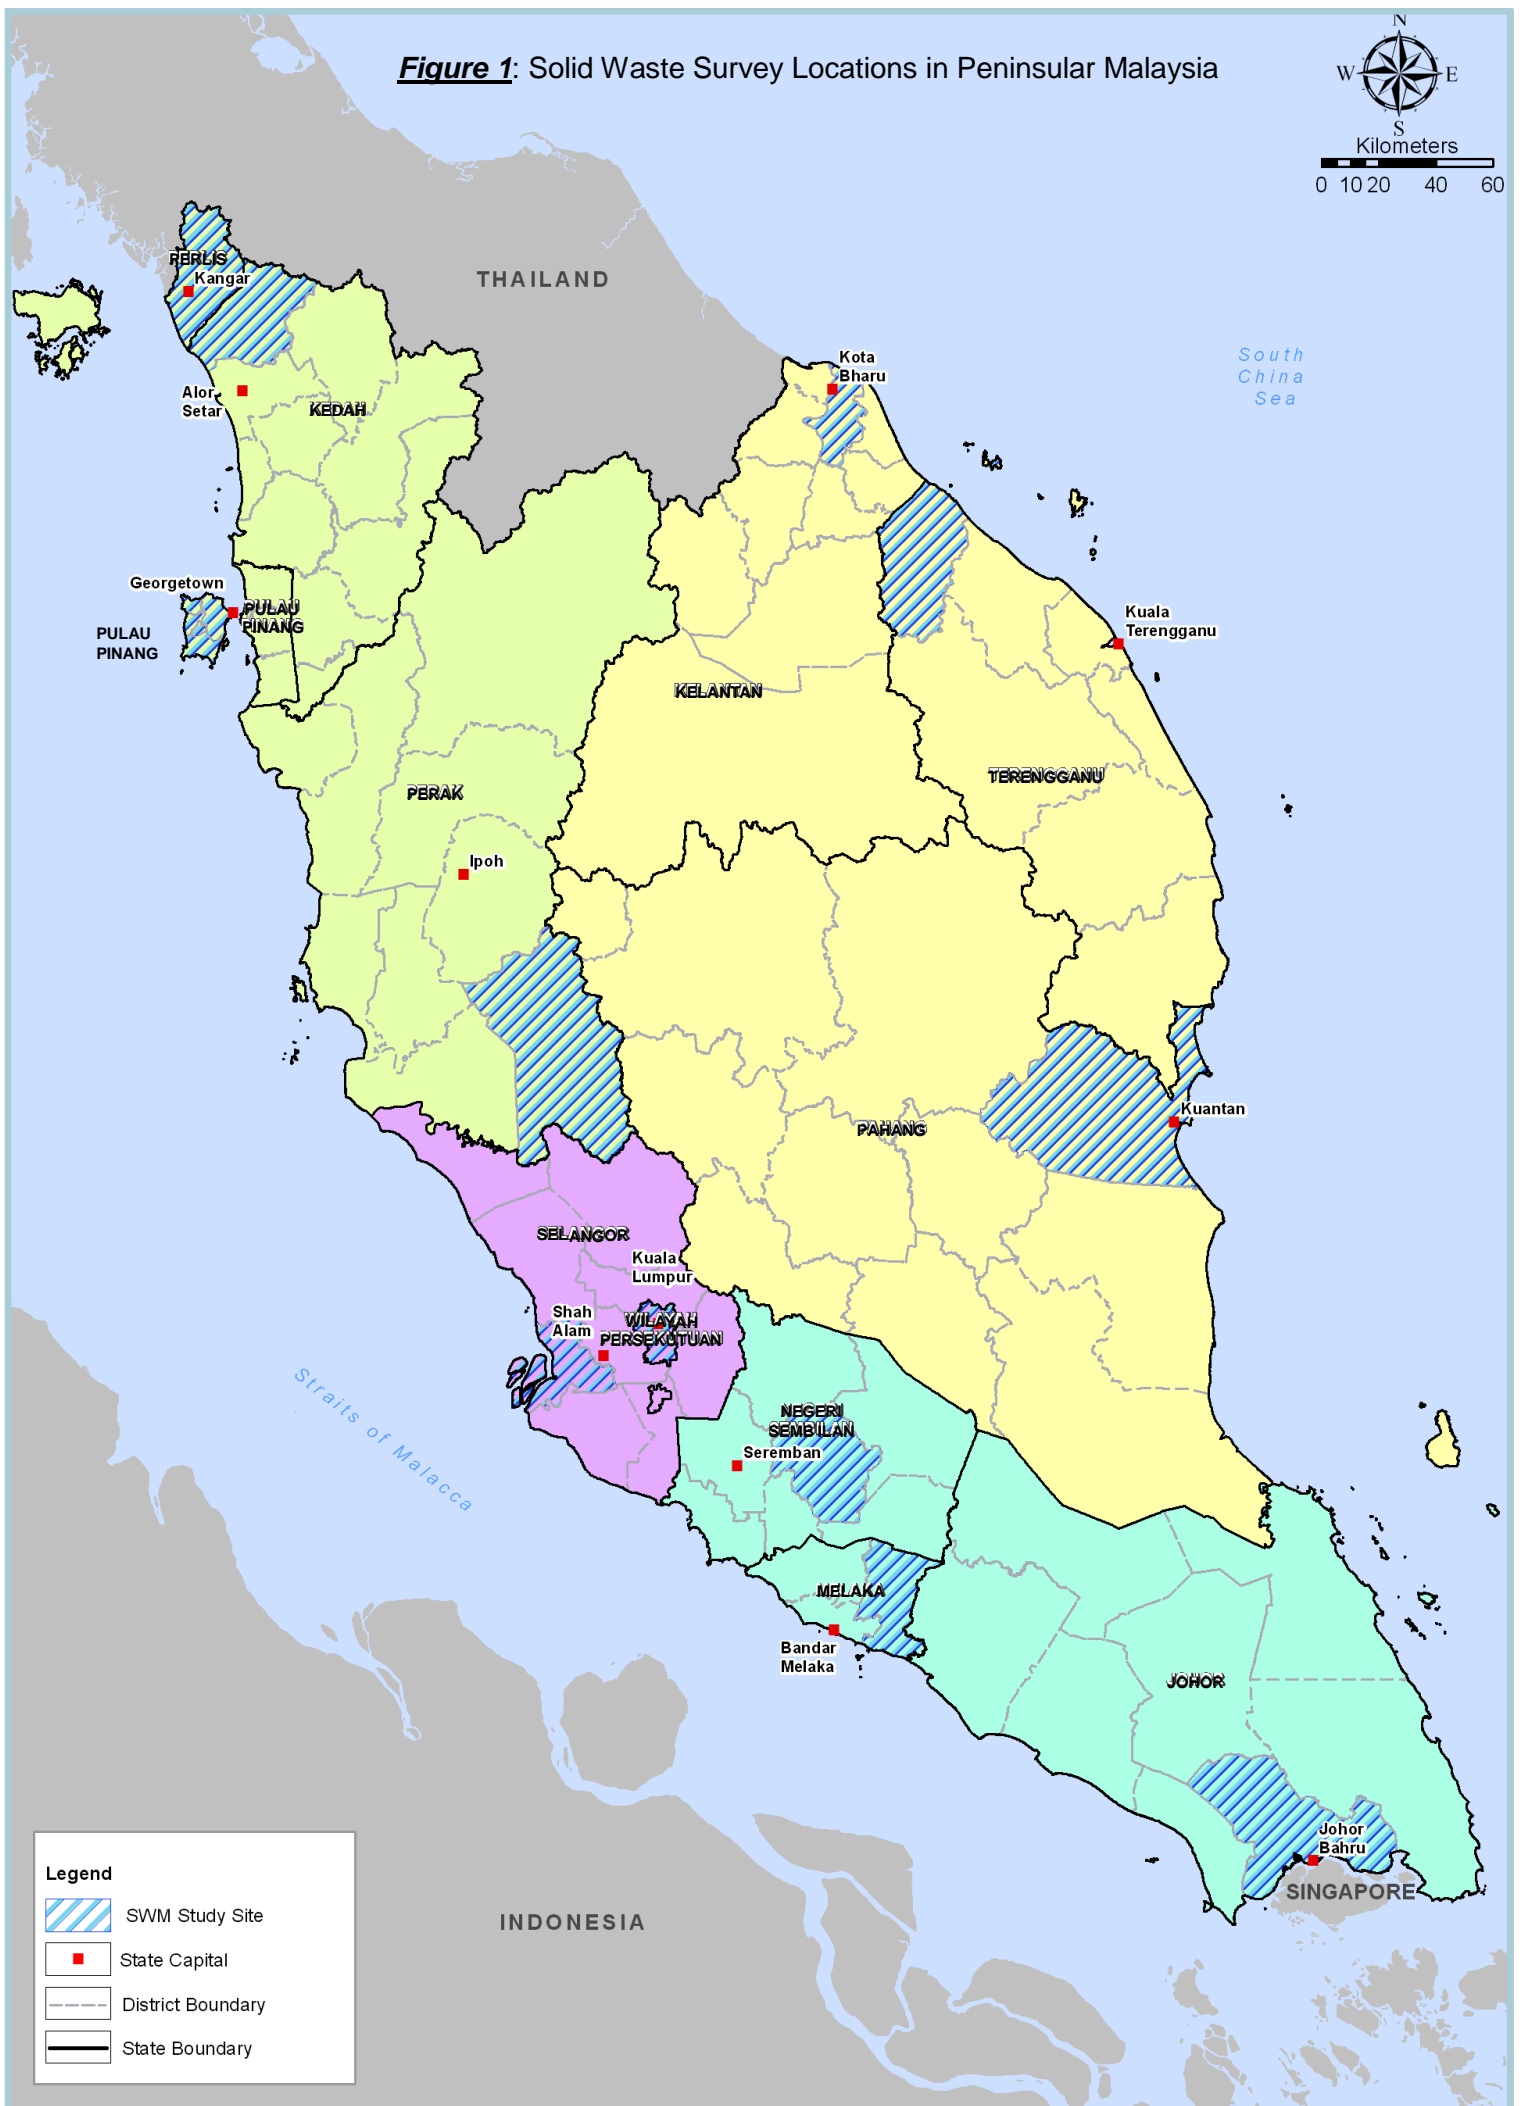 Figure 1: Solid Waste Survey Locations in Peninsular Malaysia
N
W
E
S
Kilometers
0 10 20 40 60
PERLIS
Kangar
THAILAND
South
China
Sea
Kota
Bharu
Alor
Setar
KEDAH
Georgetown
PULAU
PINANG
PULAU
PINANG
Kuala
Terengganu
KELANTAN
TERENGGANU
PERAK
Ipoh
Kuantan
PAHANG
SELANGOR
Kuala
Lumpur
Shah
Alam
WILAYAH
PERSEKUTUAN
Straits of Malacca
NEGERI
SEMBILAN
Seremban
MELAKA
Bandar
Melaka
JOHOR
Johor
Bahru
SINGAPORE
INDONESIA
Legend
SWM Study Site
State Capital
District Boundary
State Boundary